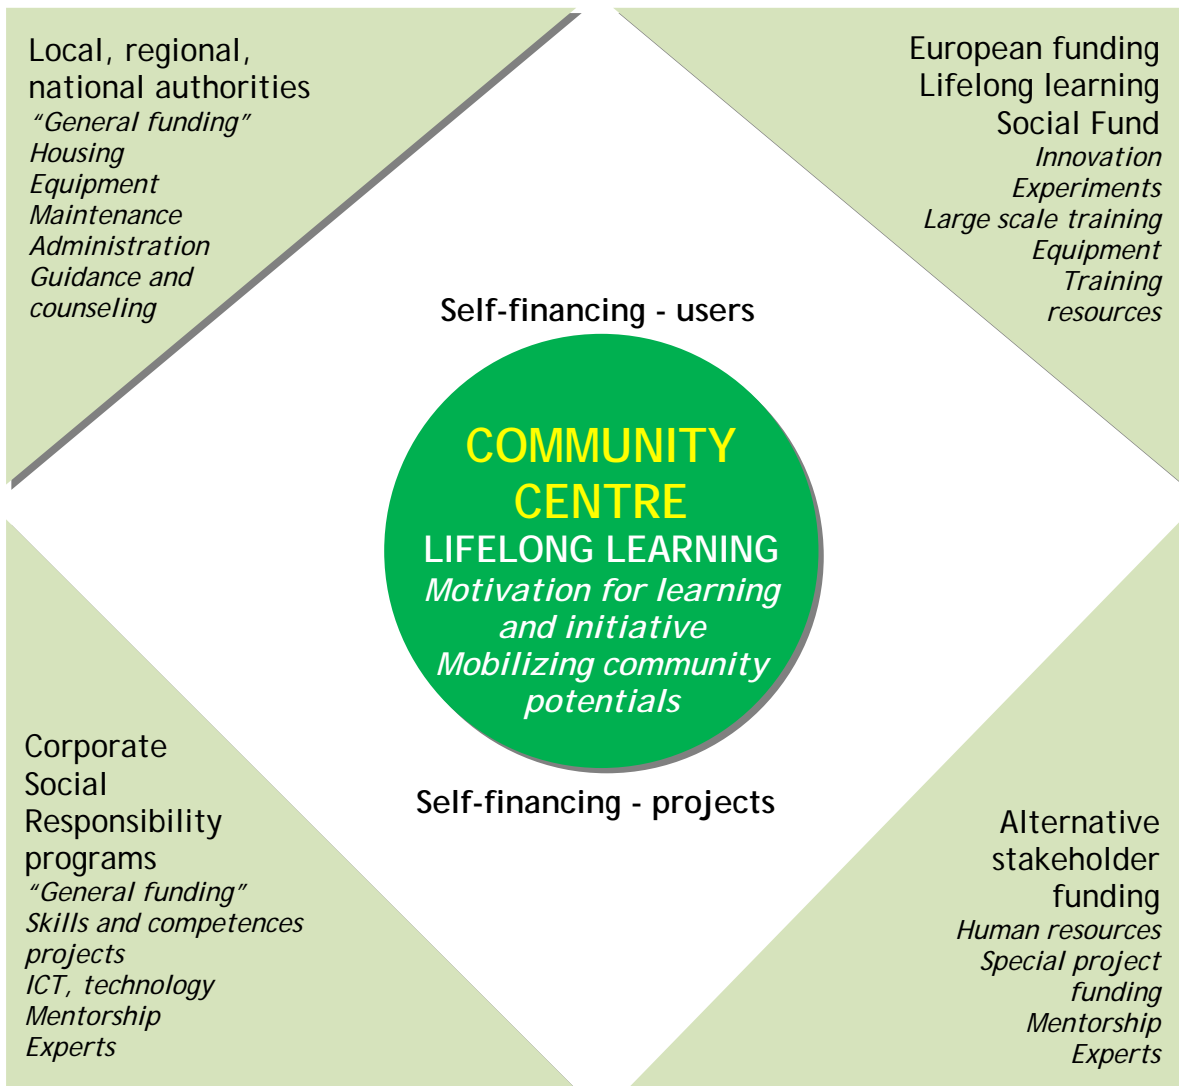 Local, regional,
national authorities
“General funding”
Housing
Equipment
Maintenance
Administration
Guidance and
counseling
European funding
Lifelong learning
Social Fund
Innovation
Experiments
Large scale training
Equipment
Training
resources
Self-financing - users
COMMUNITY
CENTRE
LIFELONG LEARNING
Motivation for learning
and initiative
Mobilizing community
potentials
Self-financing - projects
Corporate
Social
Responsibility
programs
“General funding”
Skills and competences
projects
ICT, technology
Mentorship
Experts
Alternative
stakeholder
funding
Human resources
Special project
funding
Mentorship
Experts